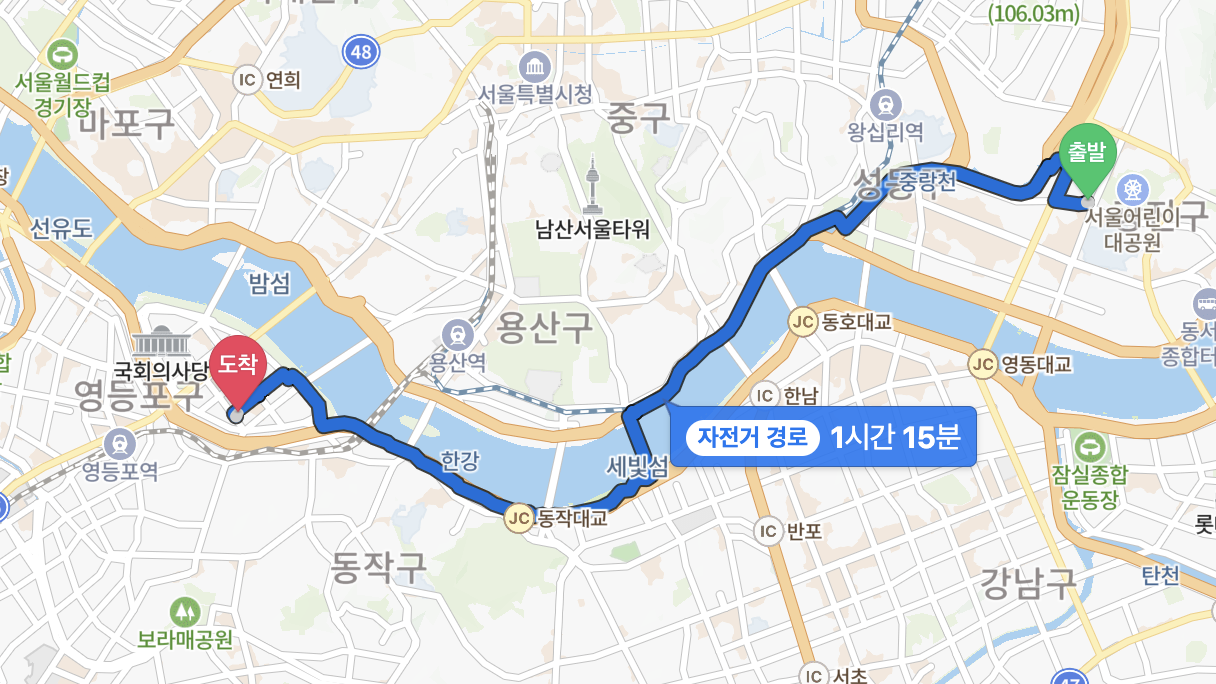 (106.03m)
48
서울월드컵
경기장
IC 연희
마포구
서울특별시청
중구
왕십리역
출발
성동
중랑천
서울어린이
대공원
진구
선유도
남산서울타워
밤섬
용산구
용산역
JC 동호대교
동서
종합터
국회의사당
도착
영등포구
JC 영동대교
IC 한남
자전거 경로 1시간 15분
영등포역
한강
세빛섬
잠실종합
운동장
JC 동작대교
IC 반포
롯
동작구
강남구
탄천
보라매공원
IC 서초
47